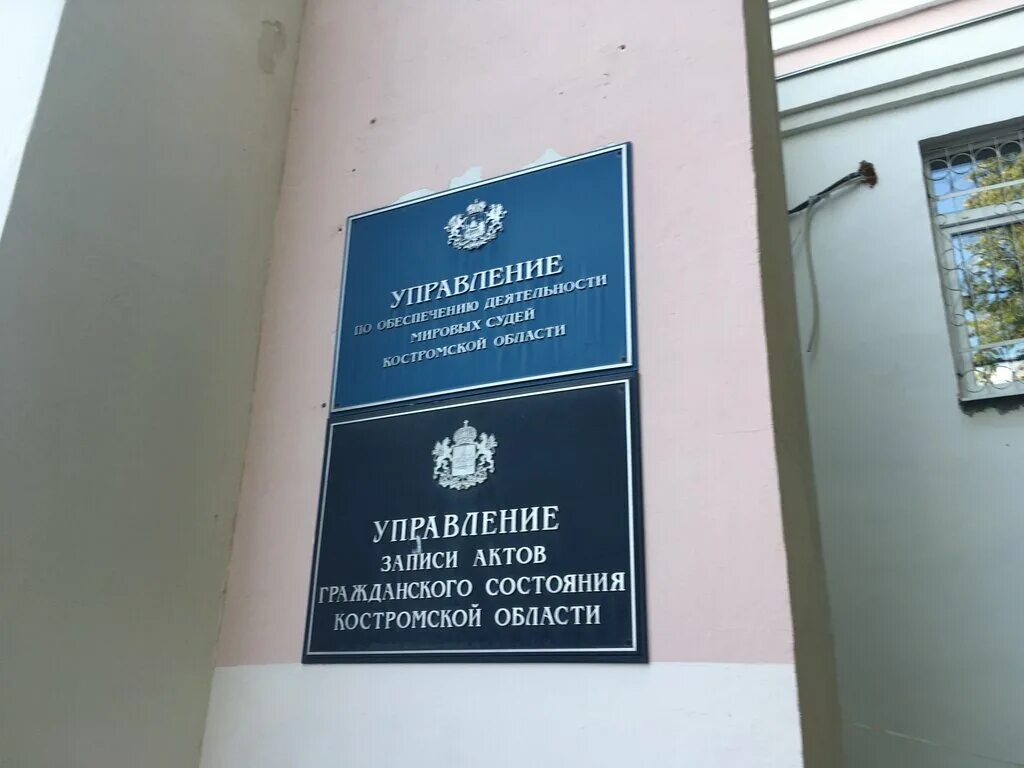 УПРАВЛЕНИЕ
ПО ОБЕСПЕЧЕНИЮ ДЕЯТЕЛЬНОСТИ
МИРОВЫХ СУДЕЙ
КОСТРОМСКОЙ ОБЛАСТИ
УПРАВЛЕНИЕ
ЗАПИСИ АКТОВ
ГРАЖДАНСКОГО СОСТОЯНИЯ
КОСТРОМСКОЙ ОБЛАСТИ